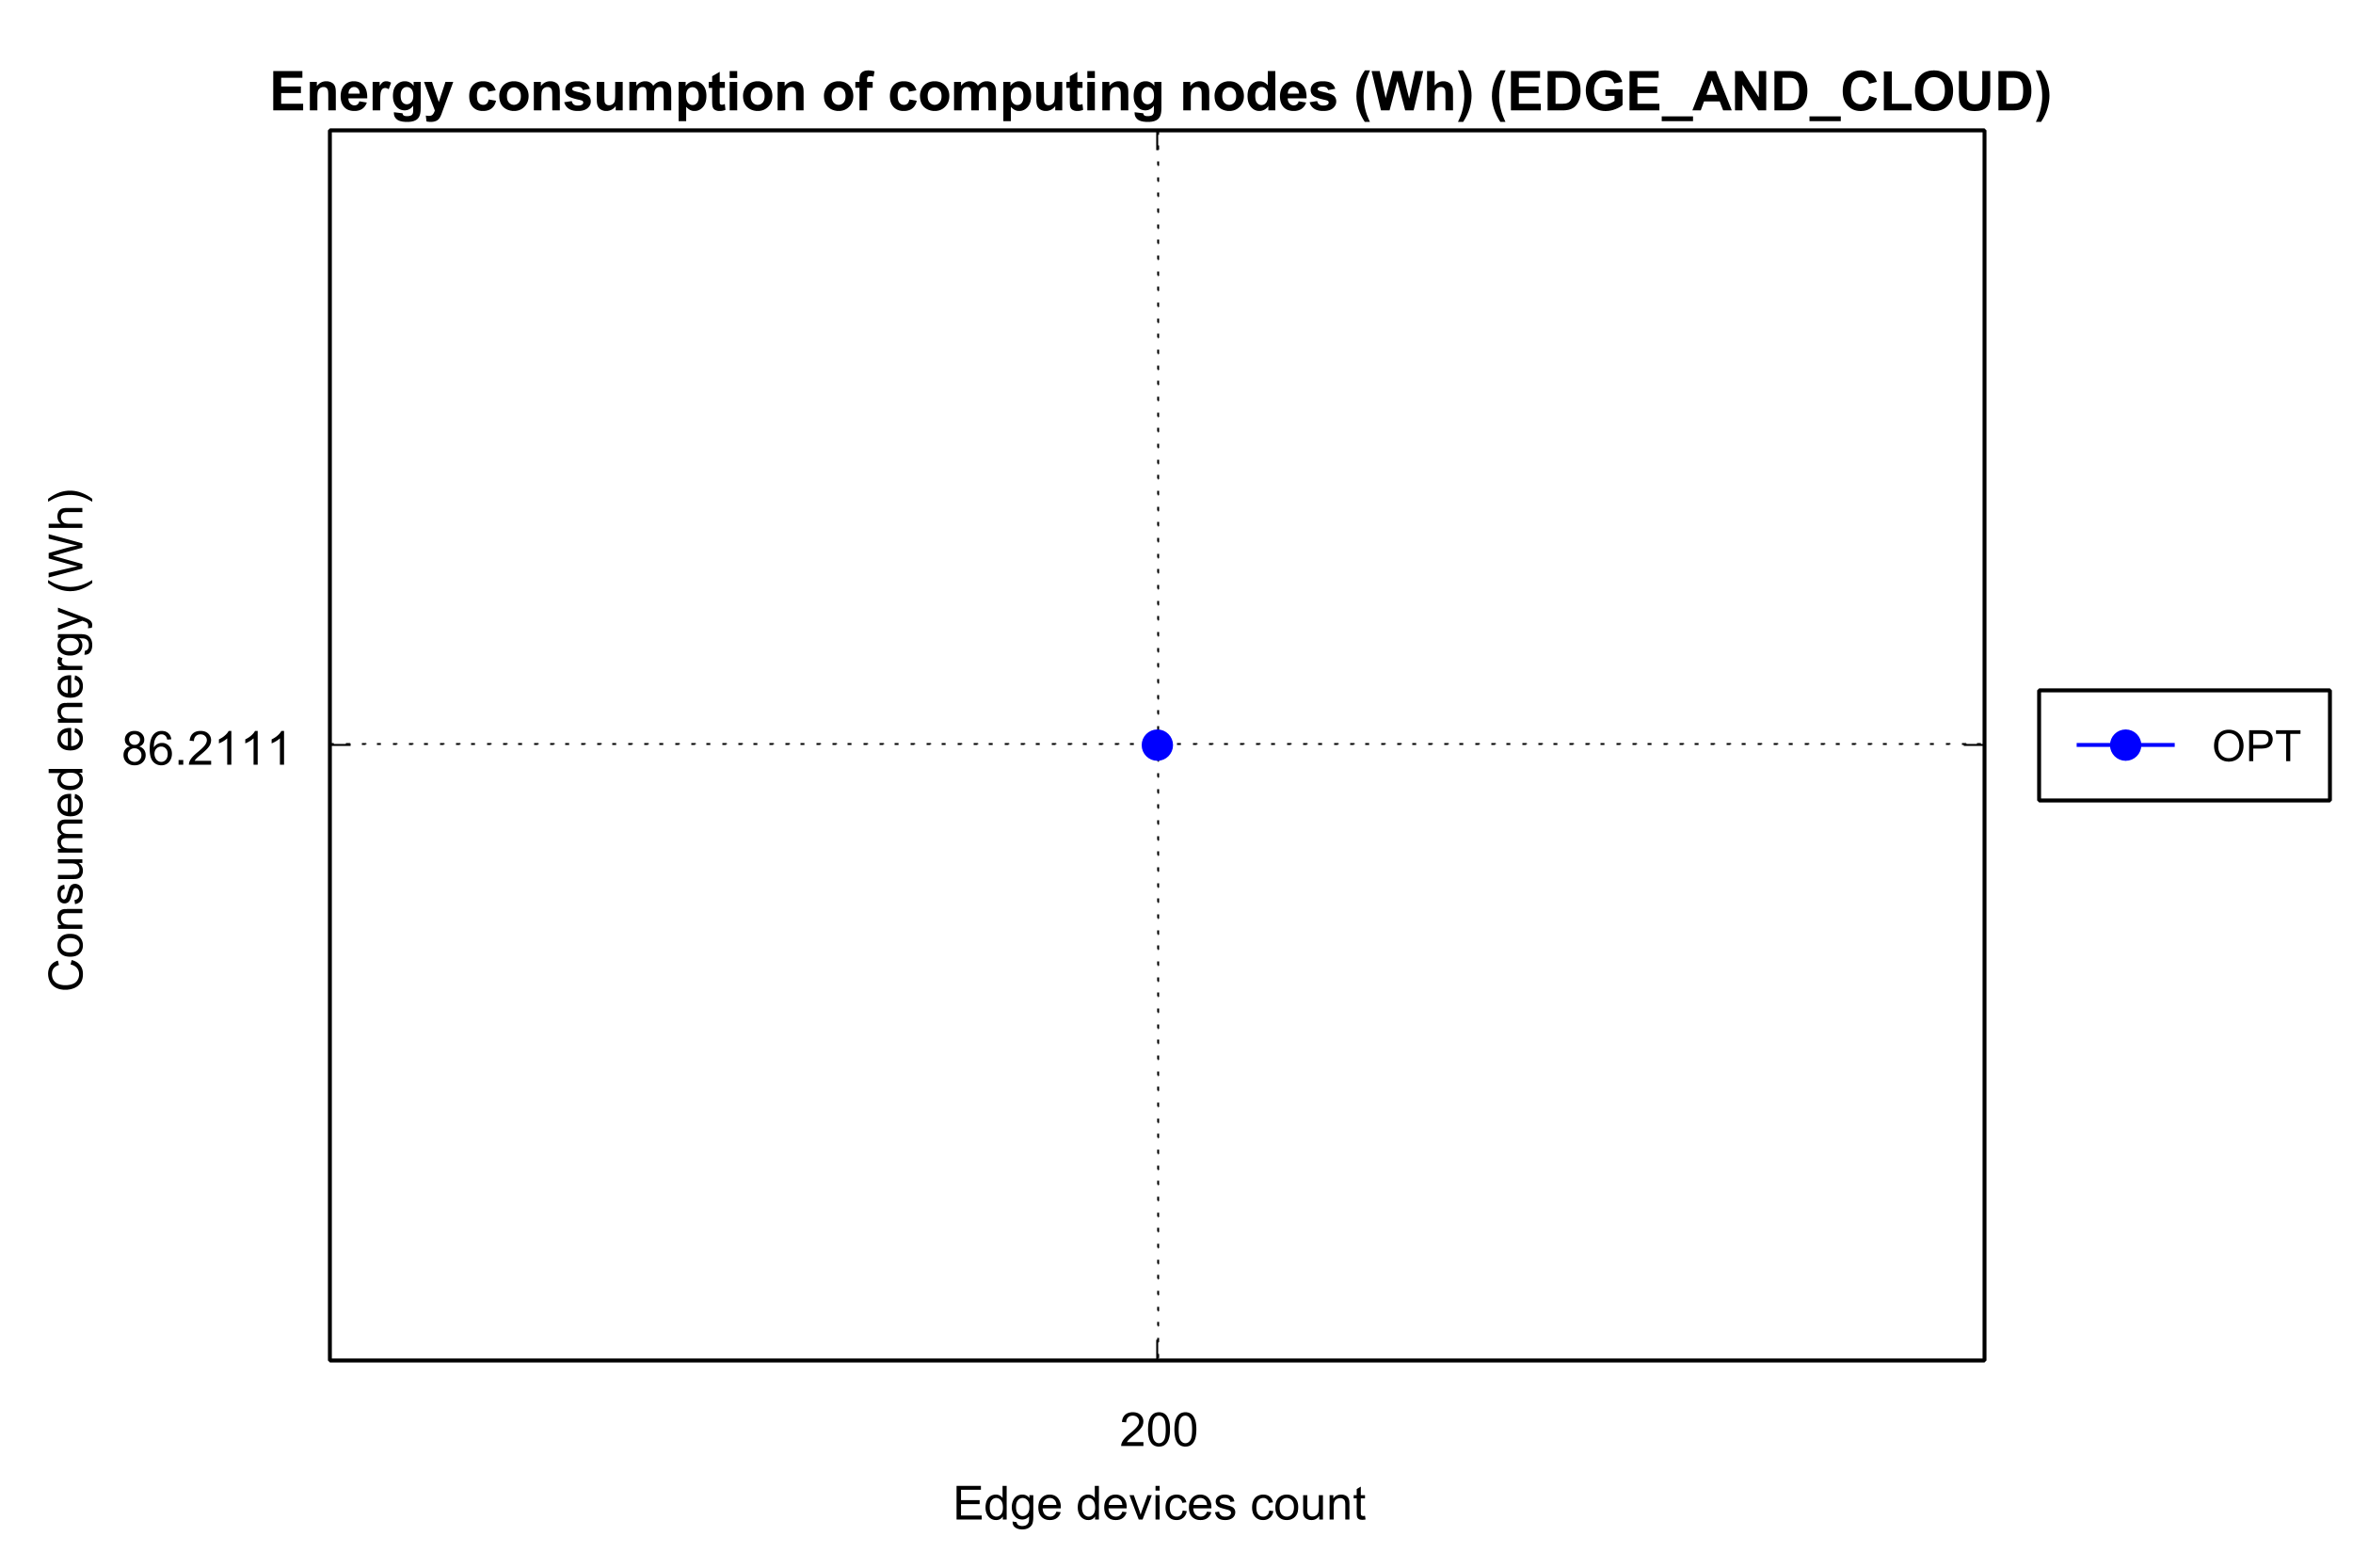 Energy consumption of computing nodes (Wh) (EDGE_AND_CLOUD)
Consumed energy (Wh)
86.2111
OPT
200
Edge devices count